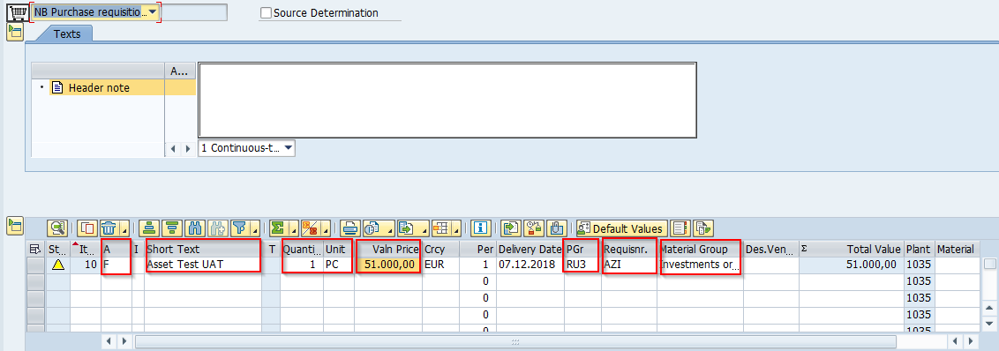 NB Purchase requisitio... Source Determination
Texts
A...
Header note
1 Continuous-t...
Default Values
St... It... A I Short Text T Quanti... Unit Valn Price Crcy Per Delivery Date PGr Requisnr. Material Group Des.Ven... Σ Total Value Plant Material
10 F Asset Test UAT 1 PC 51.000,00 EUR 1 07.12.2018 RU3 AZI Investments or... 51.000,00 1035
0 1035
0 1035
0 1035
0 1035